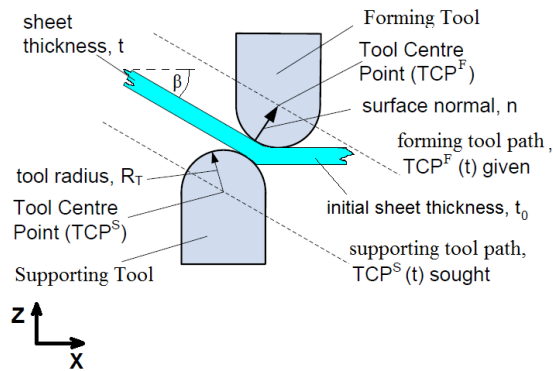 sheet
thickness, t
β
Forming Tool
Tool Centre
Point (TCP^F)
surface normal, n
forming tool path ,
TCP^F (t) given
tool radius, R_T
initial sheet thickness, t_0
Tool Centre
Point (TCP^S)
supporting tool path,
TCP^S (t) sought
Supporting Tool
Z
X